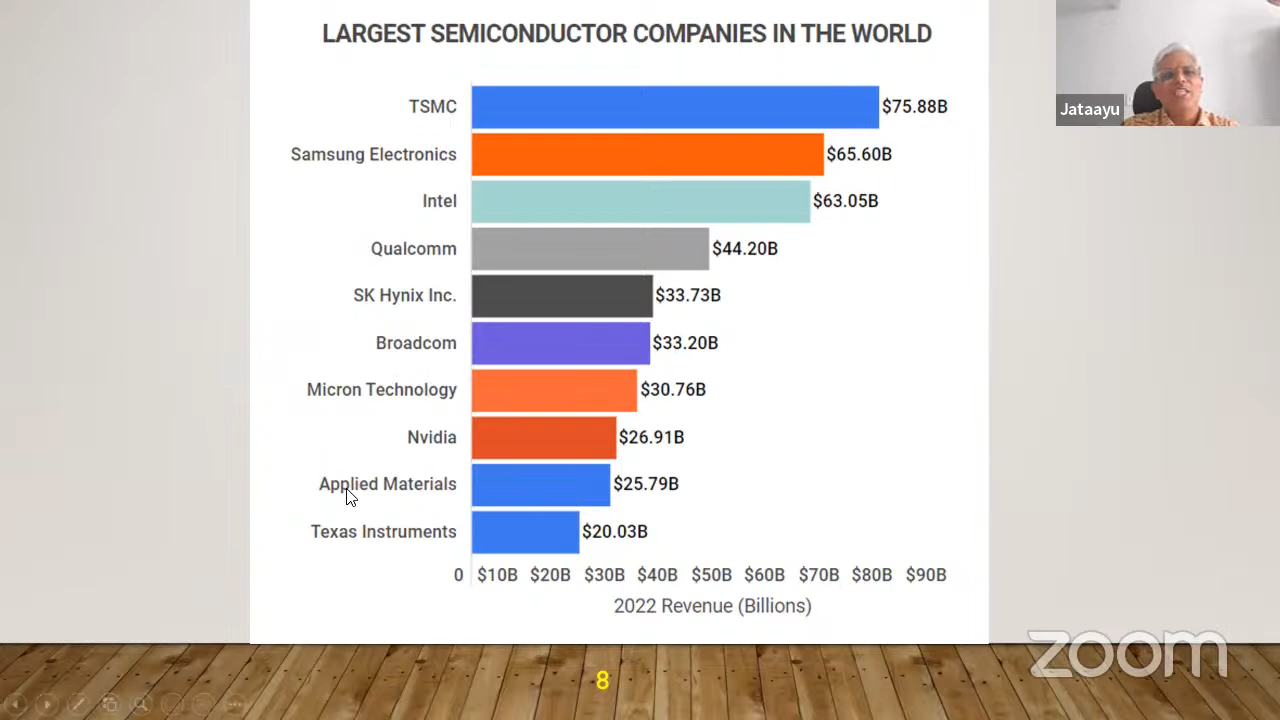 LARGEST SEMICONDUCTOR COMPANIES IN THE WORLD
Jataayu
TSMC $75.88B
Samsung Electronics $65.60B
Intel $63.05B
Qualcomm $44.20B
SK Hynix Inc. $33.73B
Broadcom $33.20B
Micron Technology $30.76B
Nvidia $26.91B
Applied Materials $25.79B
Texas Instruments $20.03B
0 $10B $20B $30B $40B $50B $60B $70B $80B $90B
2022 Revenue (Billions)
zoom
8